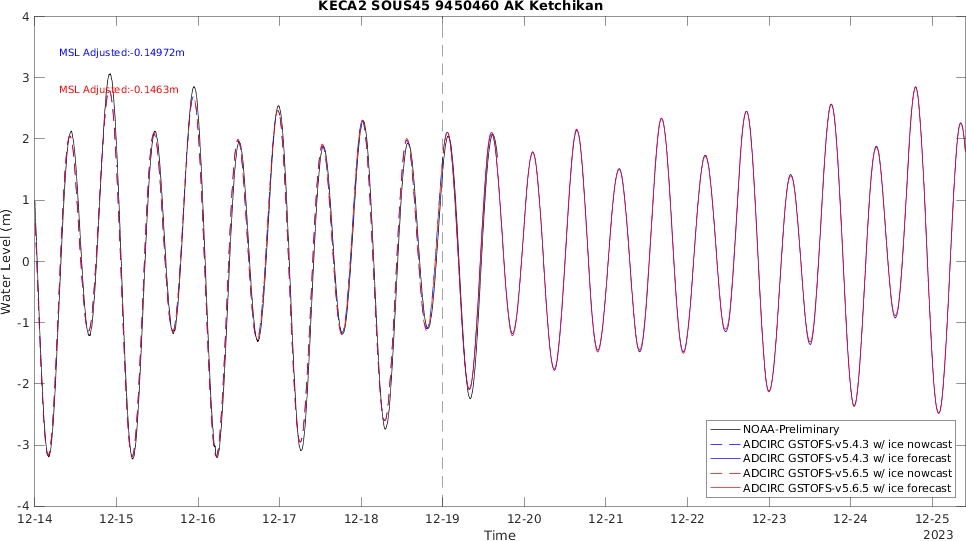 KECA2 SOUS45 9450460 AK Ketchikan
MSL Adjusted:-0.14972m
MSL Adjusted:-0.1463m
Water Level (m)
4
3
2
1
0
-1
-2
-3
-4
NOAA-Preliminary
ADCIRC GSTOFS-v5.4.3 w/ ice nowcast
ADCIRC GSTOFS-v5.4.3 w/ ice forecast
ADCIRC GSTOFS-v5.6.5 w/ ice nowcast
ADCIRC GSTOFS-v5.6.5 w/ ice forecast
12-14 12-15 12-16 12-17 12-18 12-19 12-20 12-21 12-22 12-23 12-24 12-25
Time
2023